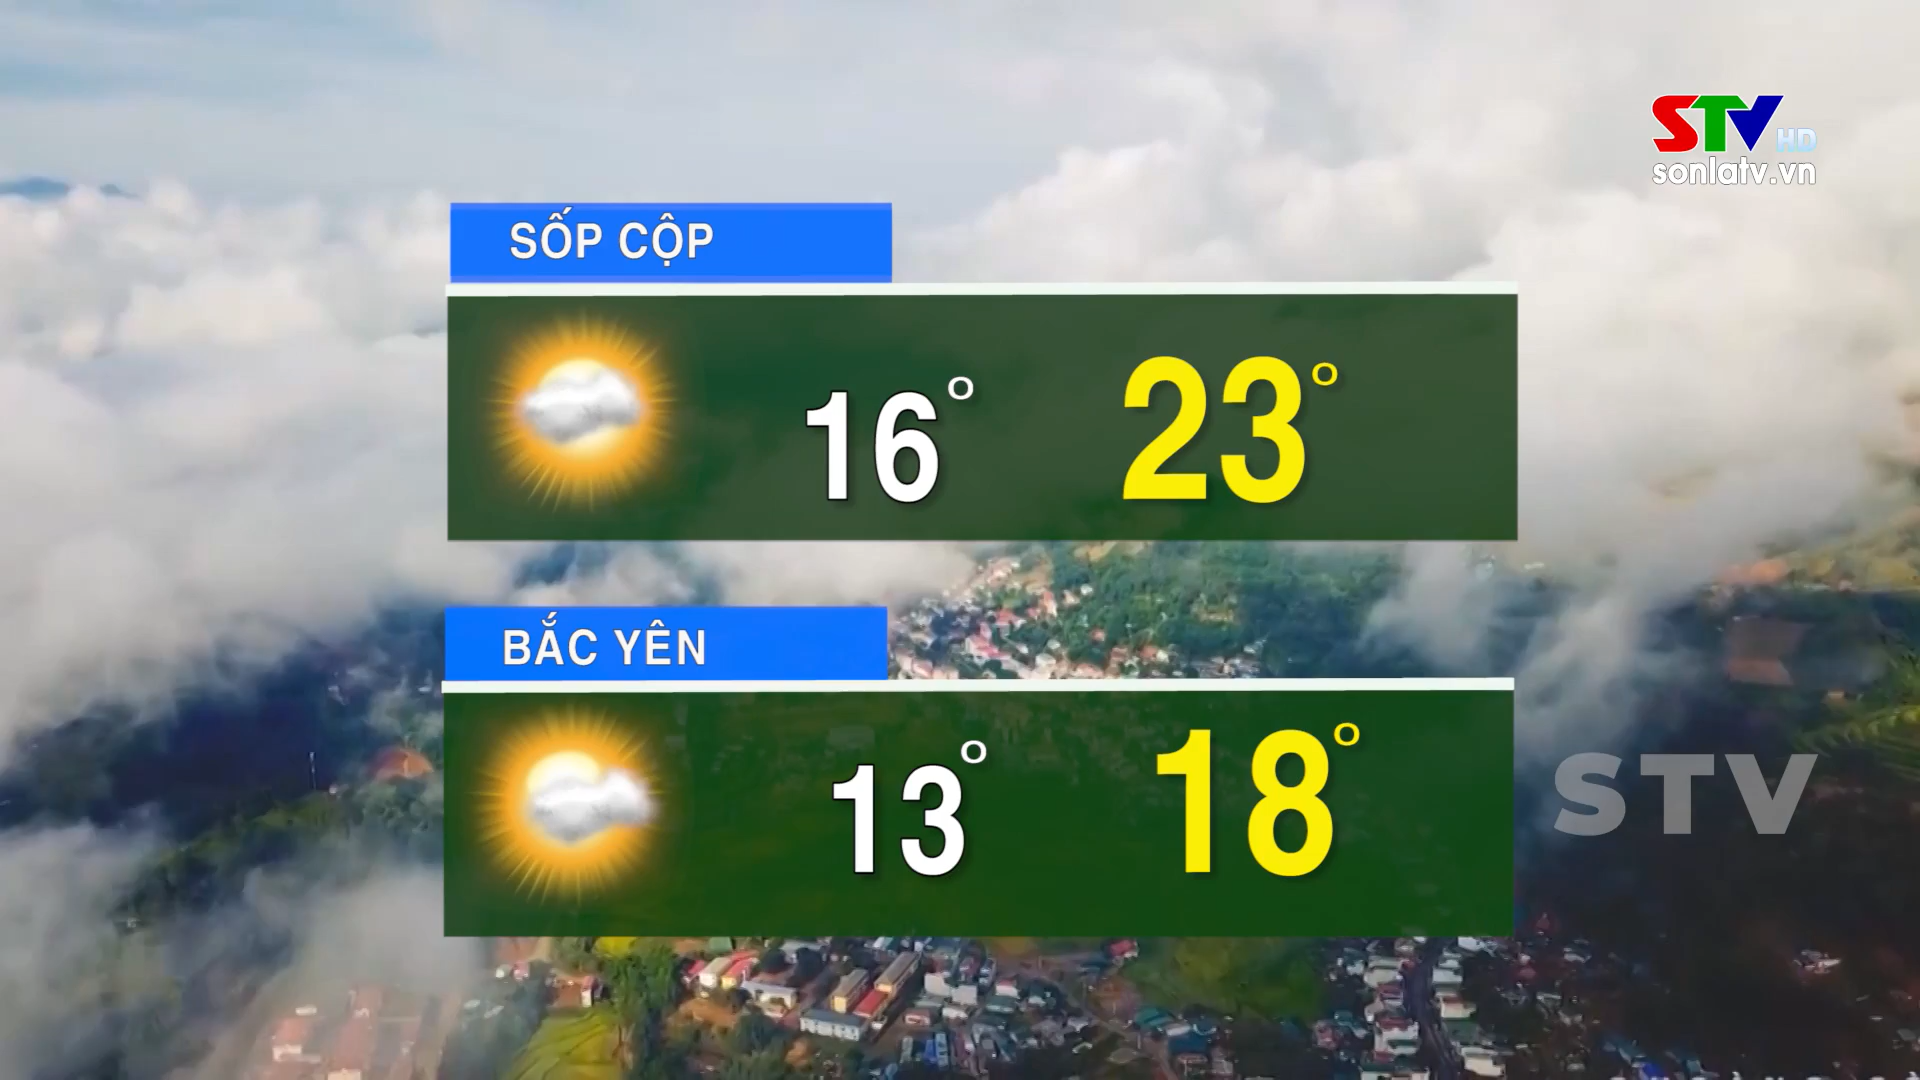 STV HD
sonlatv.vn
SỐP CỘP
16° 23°
BẮC YÊN
13° 18°
STV